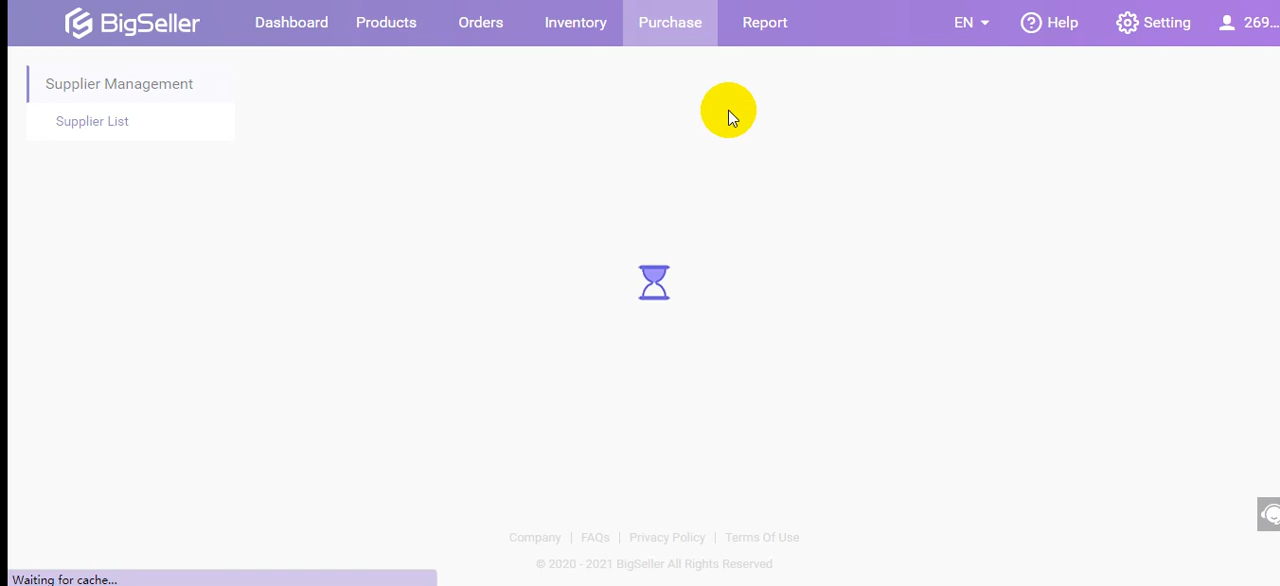 BigSeller Dashboard Products Orders Inventory Purchase Report EN Help Setting 269...
Supplier Management
Supplier List
Company | FAQs | Privacy Policy | Terms Of Use
© 2020 - 2021 BigSeller All Rights Reserved
Waiting for cache...